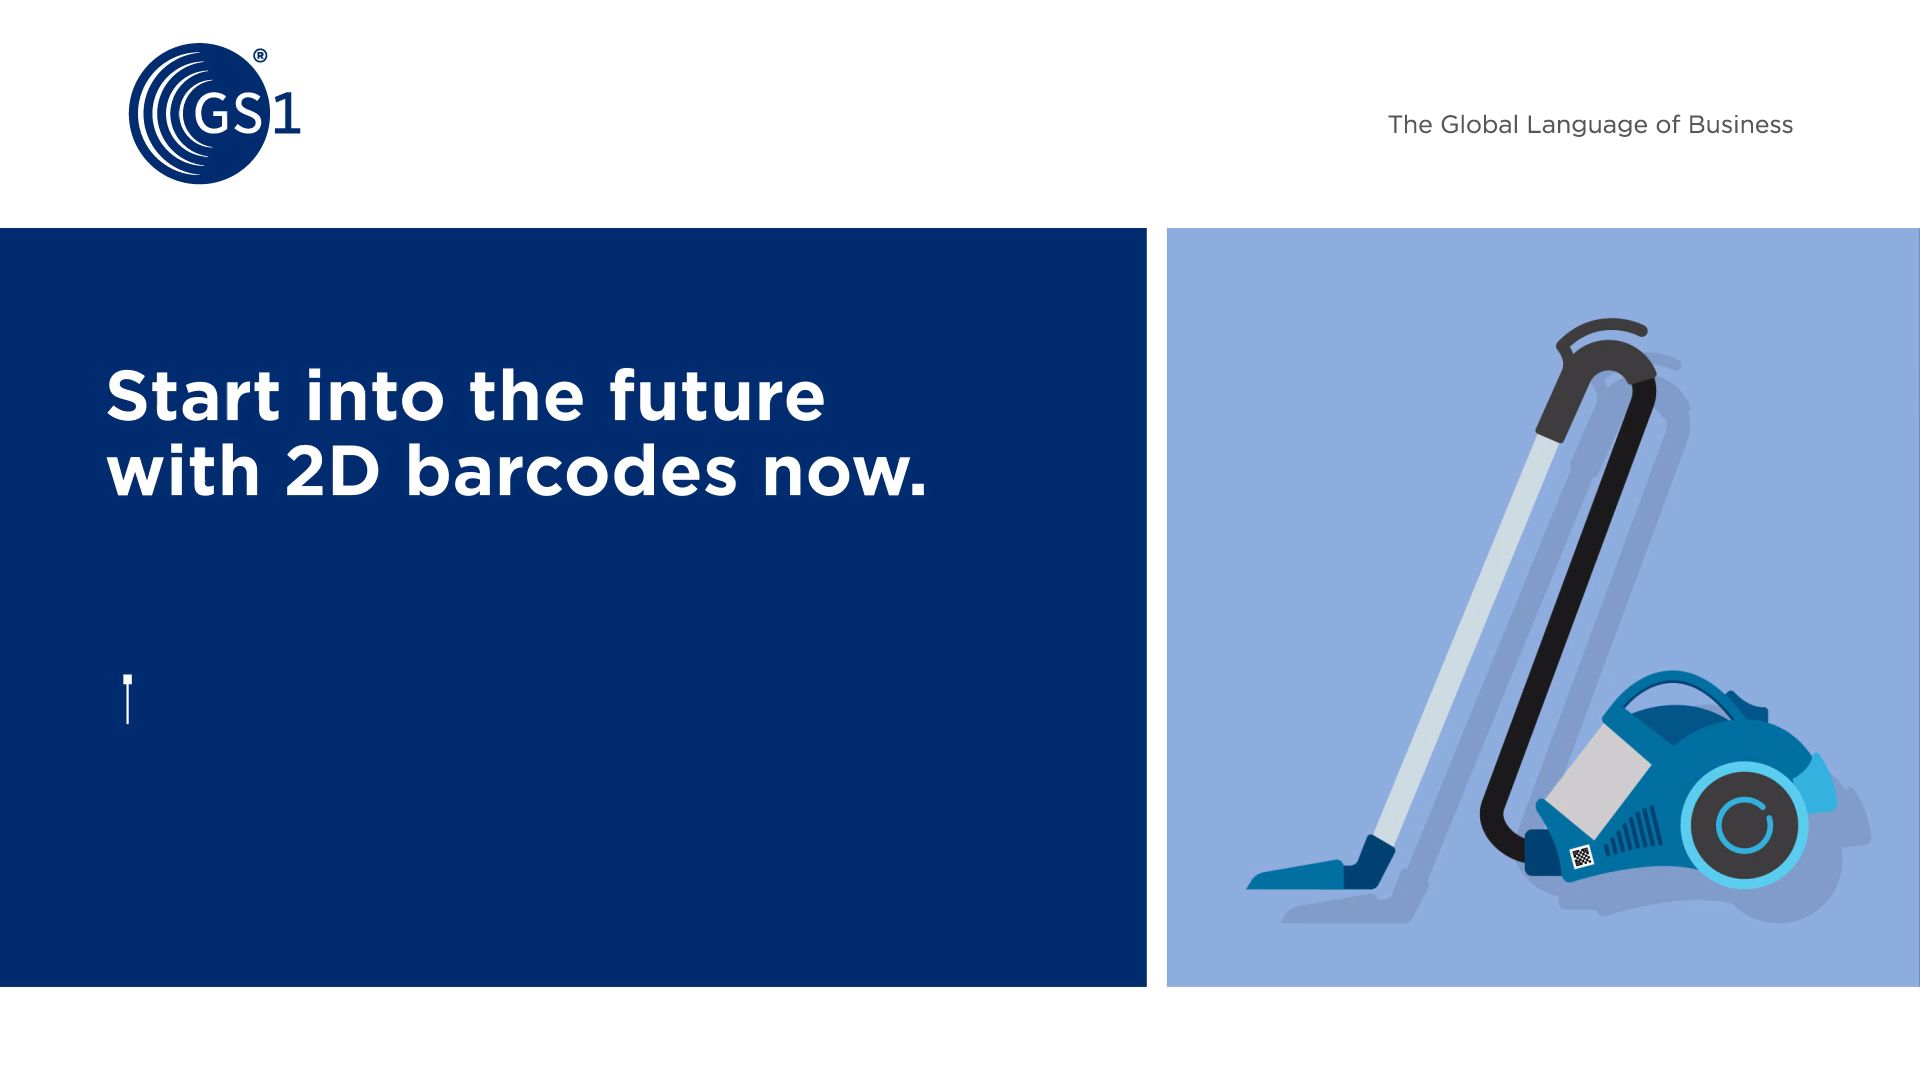 GS1®
The Global Language of Business
Start into the future
with 2D barcodes now.